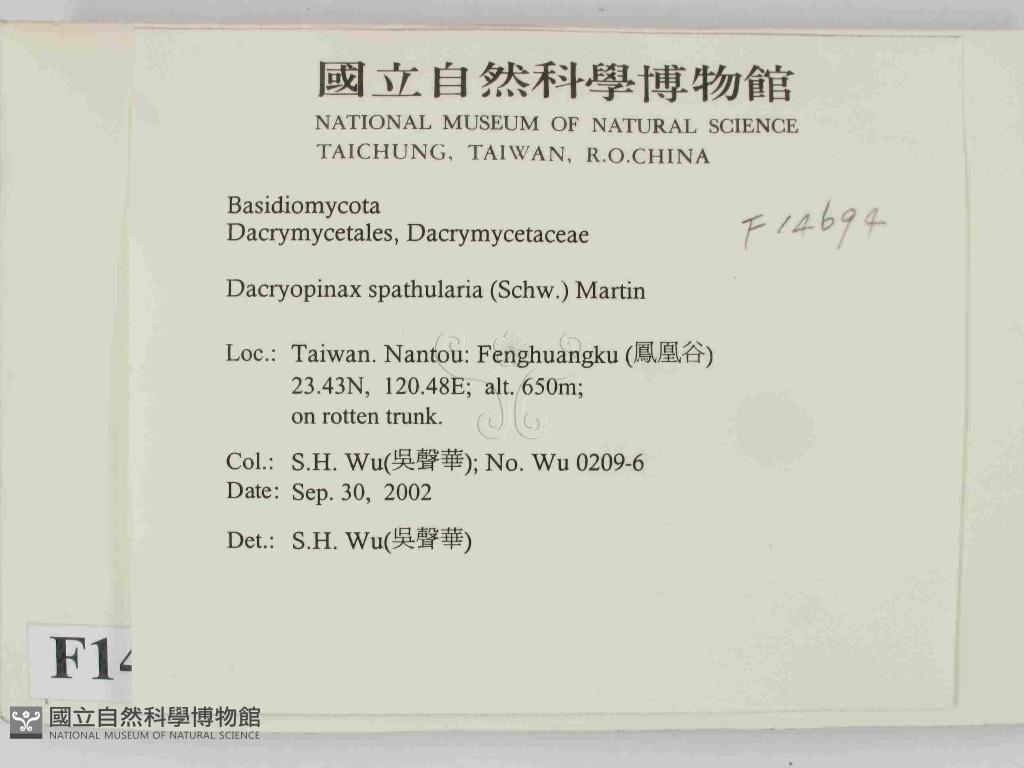 國立自然科學博物館
NATIONAL MUSEUM OF NATURAL SCIENCE
TAICHUNG, TAIWAN, R.O.CHINA
Basidiomycota
Dacrymycetales, Dacrymycetaceae
F14694
Dacryopinax spathularia (Schw.) Martin
Loc.: Taiwan. Nantou: Fenghuangku (鳳凰谷)
23.43N, 120.48E; alt. 650m;
on rotten trunk.
Col.: S.H. Wu(吳聲華); No. Wu 0209-6
Date: Sep. 30, 2002
Det.: S.H. Wu(吳聲華)
F14
國立自然科學博物館
NATIONAL MUSEUM OF NATURAL SCIENCE